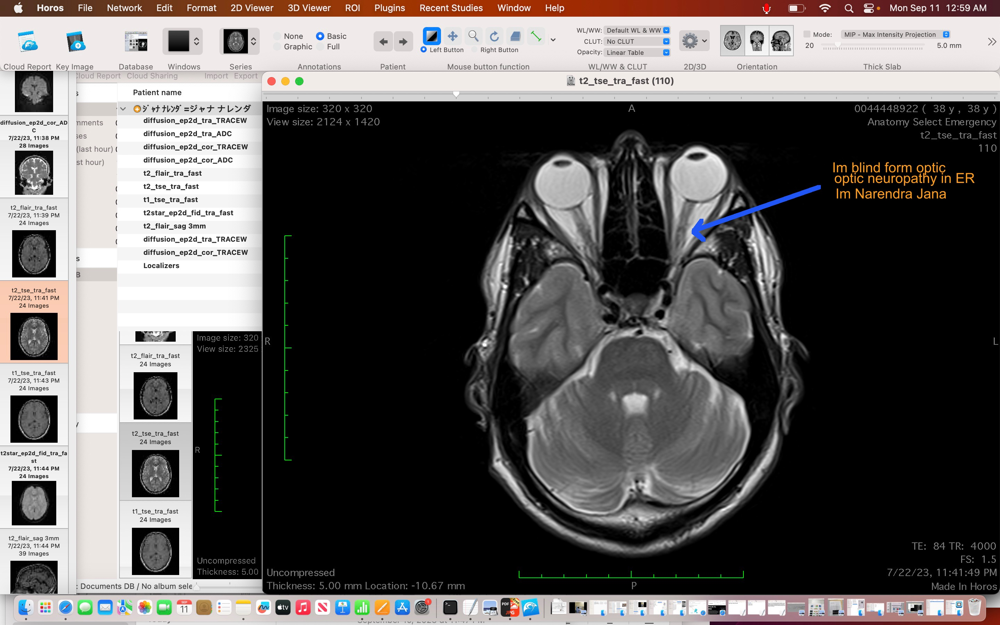 Horos File Network Edit Format 2D Viewer 3D Viewer ROI Plugins Recent Studies Window Help Mon Sep 11 12:59 AM
None Basic
Graphic Full
Left Button Right Button
WL/WW: Default WL & WW
CLUT: No CLUT
Opacity: Linear Table
Mode: MIP - Max Intensity Projection
20 5.0 mm
Cloud Report Key Image Database Windows Series Annotations Patient Mouse button function WL/WW & CLUT 2D/3D Orientation Thick Slab
Cloud Report Cloud Sharing Import Export
t2_tse_tra_fast (110)
diffusion_ep2d_cor_AD
C
7/22/23, 11:38 PM
28 Images
t2_flair_tra_fast
7/22/23, 11:39 PM
24 Images
t2_tse_tra_fast
7/22/23, 11:41 PM
24 Images
t1_tse_tra_fast
7/22/23, 11:43 PM
24 Images
t2star_ep2d_fid_tra_fa
st
7/22/23, 11:44 PM
24 Images
t2_flair_sag 3mm
7/22/23, 11:44 PM
39 Images
s
mments
ses
(last hour)
st hour)
s
B
y
Patient name
ジャナ ナレンダ=ジャナ ナレンダ
diffusion_ep2d_tra_TRACEW
diffusion_ep2d_tra_ADC
diffusion_ep2d_cor_TRACEW
diffusion_ep2d_cor_ADC
t2_flair_tra_fast
t2_tse_tra_fast
t1_tse_tra_fast
t2star_ep2d_fid_tra_fast
t2_flair_sag 3mm
diffusion_ep2d_tra_TRACEW
diffusion_ep2d_cor_TRACEW
Localizers
t2_flair_tra_fast
24 Images
t2_tse_tra_fast
24 Images
t1_tse_tra_fast
24 Images
Image size: 320
View size: 2325
R
Uncompressed
Thickness: 5.00
: Documents DB / No album sele
Image size: 320 x 320
View size: 2124 x 1420
A
0044448922 ( 38 y , 38 y )
Anatomy Select Emergency
t2_tse_tra_fast
110
Im blind form optic
optic neuropathy in ER
Im Narendra Jana
R
L
Uncompressed
Thickness: 5.00 mm Location: -10.67 mm
P
TE: 84 TR: 4000
FS: 1.5
7/22/23, 11:41:49 PM
Made In Horos
SEP
11
tv
1
PDF
Free
JPG